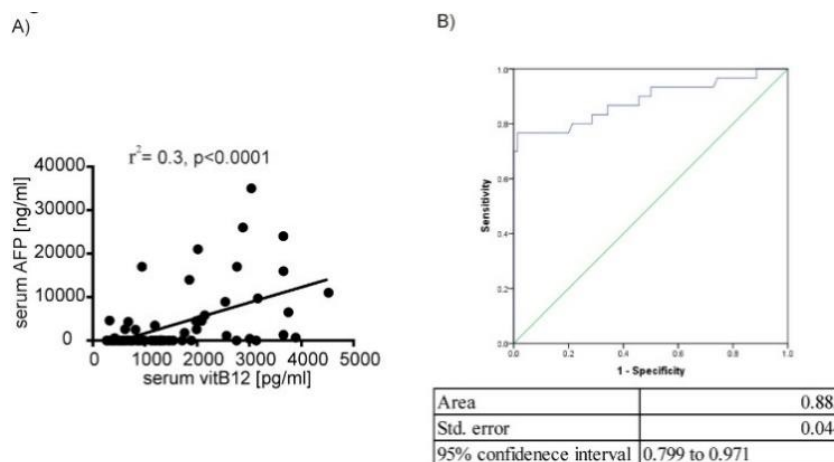 A)
r²= 0.3, p<0.0001
serum AFP [ng/ml]
40000
30000
20000
10000
0
0 1000 2000 3000 4000 5000
serum vitB12 [pg/ml]
B)
Sensitivity
1.0
0.8
0.6
0.4
0.2
0.0
0.0 0.2 0.4 0.6 0.8 1.0
1 - Specificity
Area 0.88
Std. error
95% confidenece interval 0.799 to 0.971